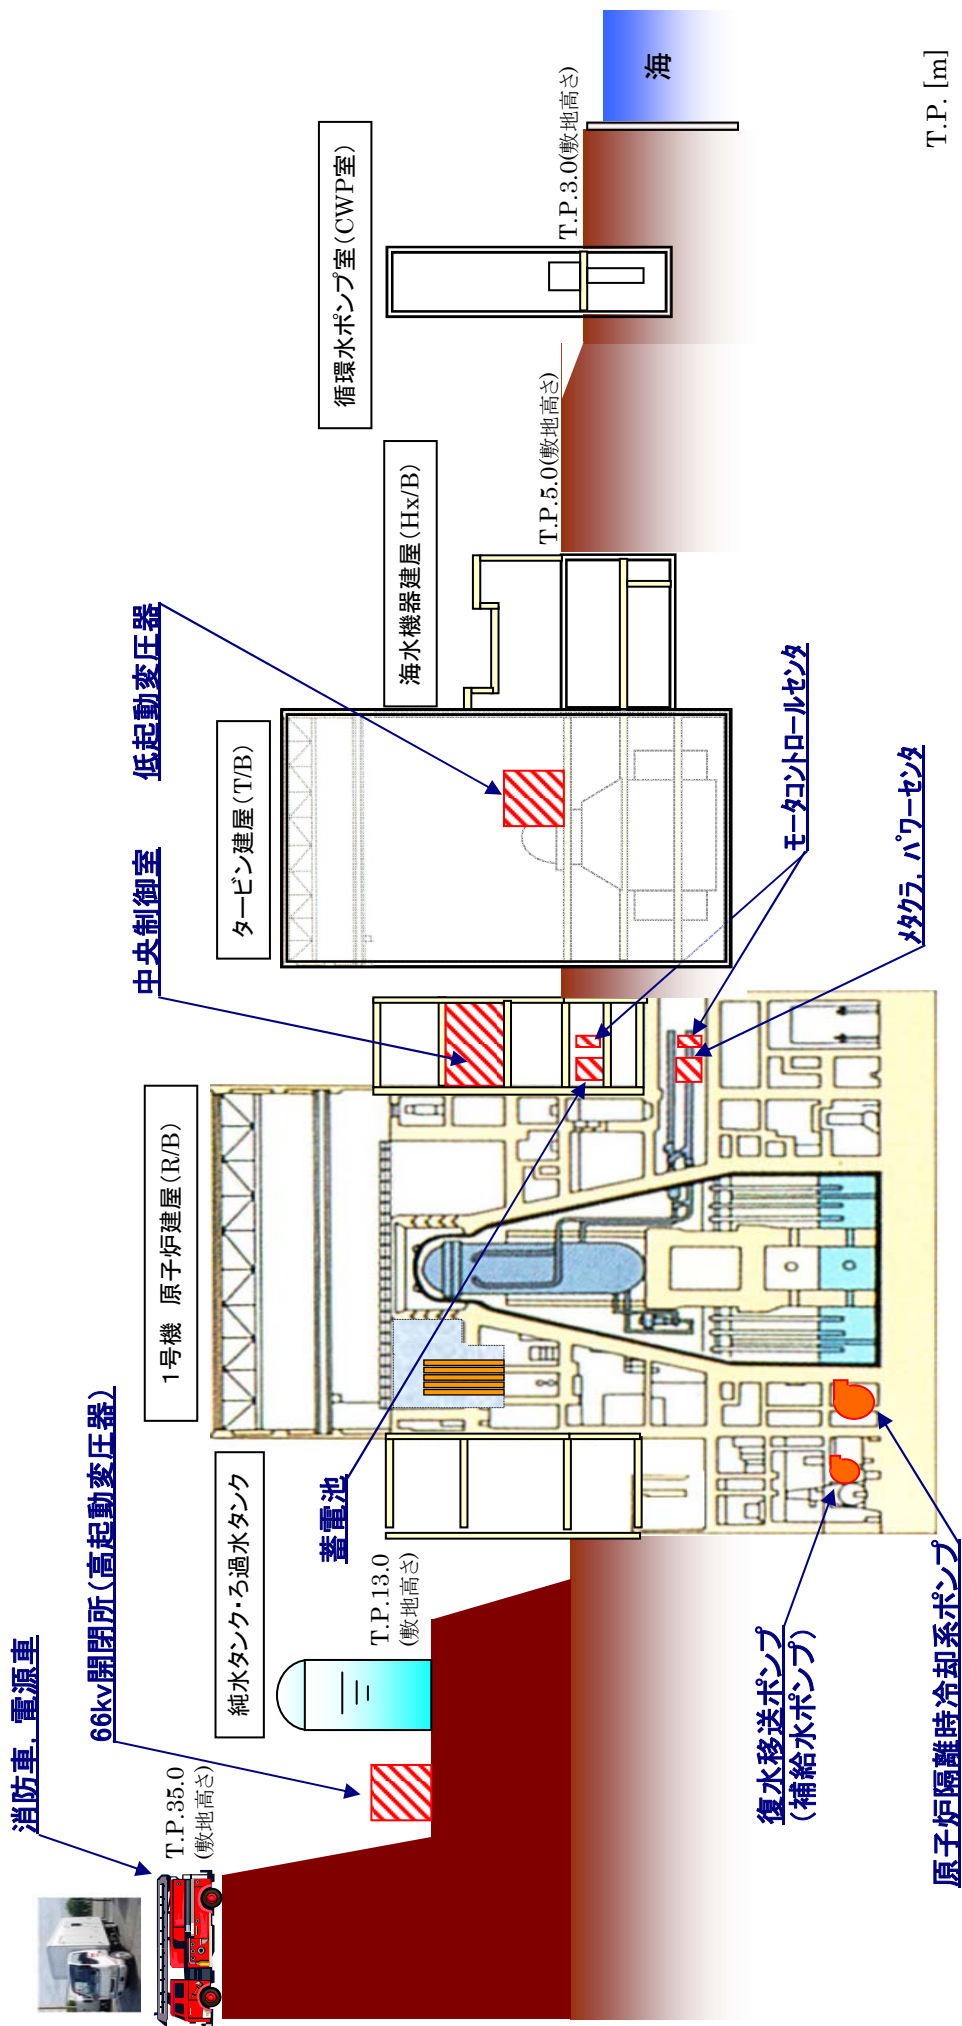 消防車，電源車
T.P.35.0
(敷地高さ)
66kv開閉所(高起動変圧器)
純水タンク・ろ過水タンク
T.P.13.0
(敷地高さ)
蓄電池
1号機 原子炉建屋(R/B)
中央制御室
タービン建屋(T/B)
低起動変圧器
海水機器建屋(Hx/B)
T.P.5.0(敷地高さ)
循環水ポンプ室(CWP室)
T.P.3.0(敷地高さ)
海
復水移送ポンプ
(補給水ポンプ)
原子炉隔離時冷却系ポンプ
モータコントロールセンタ
メタクラ，パワーセンタ
T.P. [m]